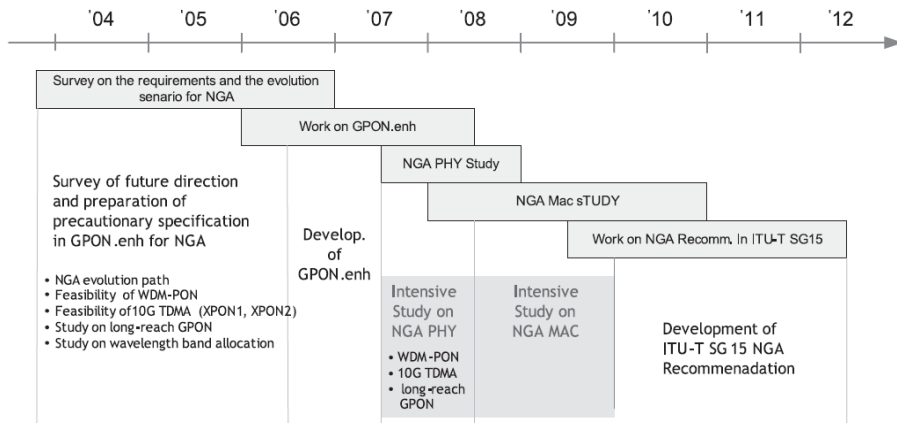 '04 '05 '06 '07 '08 '09 '10 '11 '12
Survey on the requirements and the evolution
senario for NGA
Work on GPON.enh
NGA PHY Study
NGA Mac sTUDY
Work on NGA Recomm. In ITU-T SG15
Survey of future direction
and preparation of
precautionary specification
in GPON.enh for NGA
• NGA evolution path
• Feasibility of WDM-PON
• Feasibility of10G TDMA (XPON1, XPON2)
• Study on long-reach GPON
• Study on wavelength band allocation
Develop.
of
GPON.enh
Intensive
Study on
NGA PHY
• WDM-PON
• 10G TDMA
• long-reach
GPON
Intensive
Study on
NGA MAC
Development of
ITU-T SG 15 NGA
Recommenadation